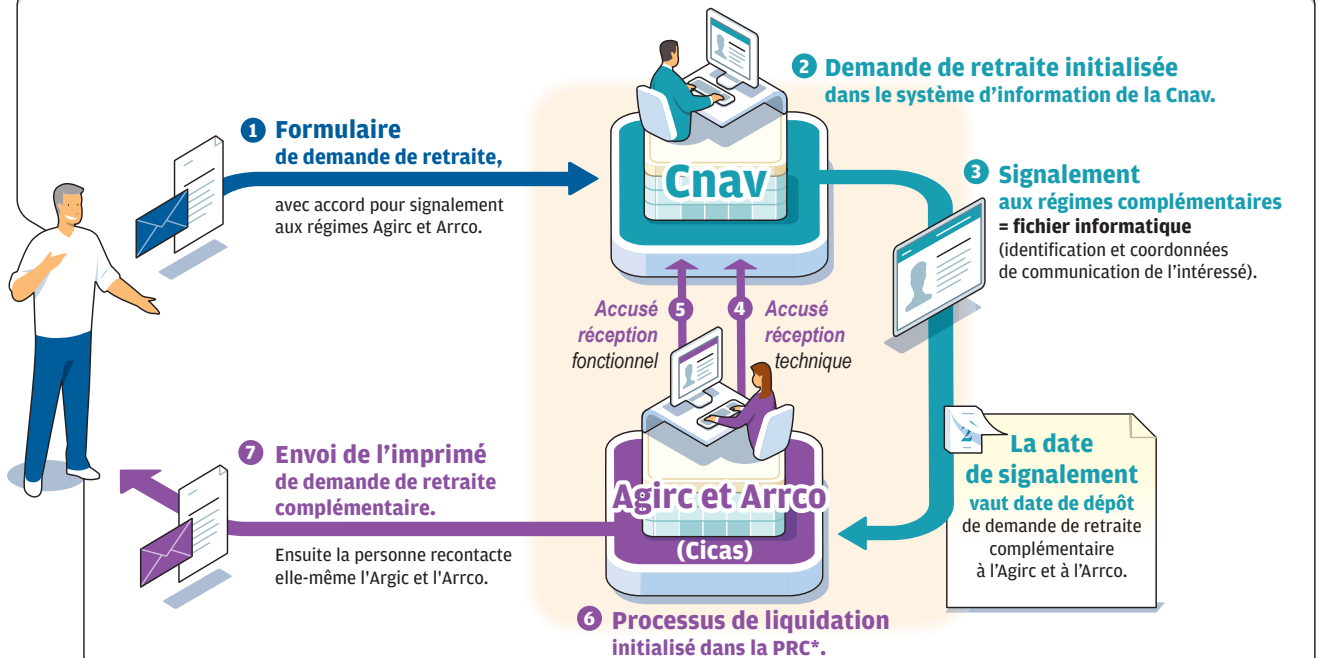 1 Formulaire
de demande de retraite,
avec accord pour signalement
aux régimes Agirc et Arrco.
2 Demande de retraite initialisée
dans le système d'information de la Cnav.
Cnav
3 Signalement
aux régimes complémentaires
= fichier informatique
(identification et coordonnées
de communication de l'intéressé).
Accusé 5
réception
fonctionnel
4 Accusé
réception
technique
2
La date
de signalement
vaut date de dépôt
de demande de retraite
complémentaire
à l'Agirc et à l'Arrco.
Agirc et Arrco
(Cicas)
6 Processus de liquidation
initialisé dans la PRC*.
7 Envoi de l'imprimé
de demande de retraite
complémentaire.
Ensuite la personne recontacte
elle-même l'Argic et l'Arrco.